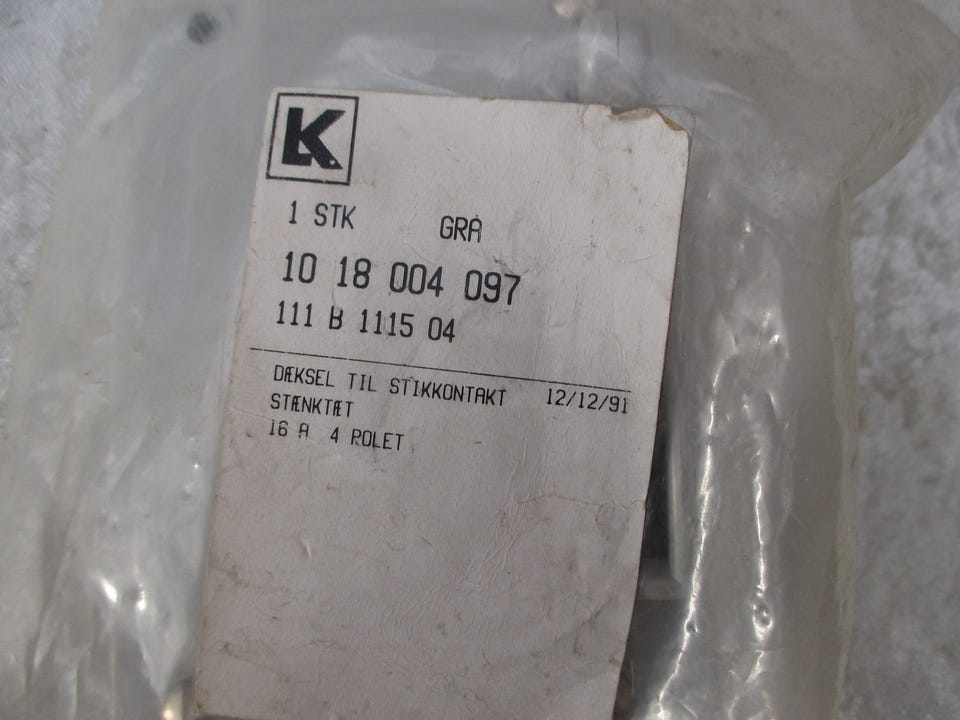 LK
1 STK GRÅ
10 18 004 097
111 B 1115 04
DÆKSEL TIL STIKKONTAKT 12/12/91
STÆNKTÆT
16 A 4 POLET